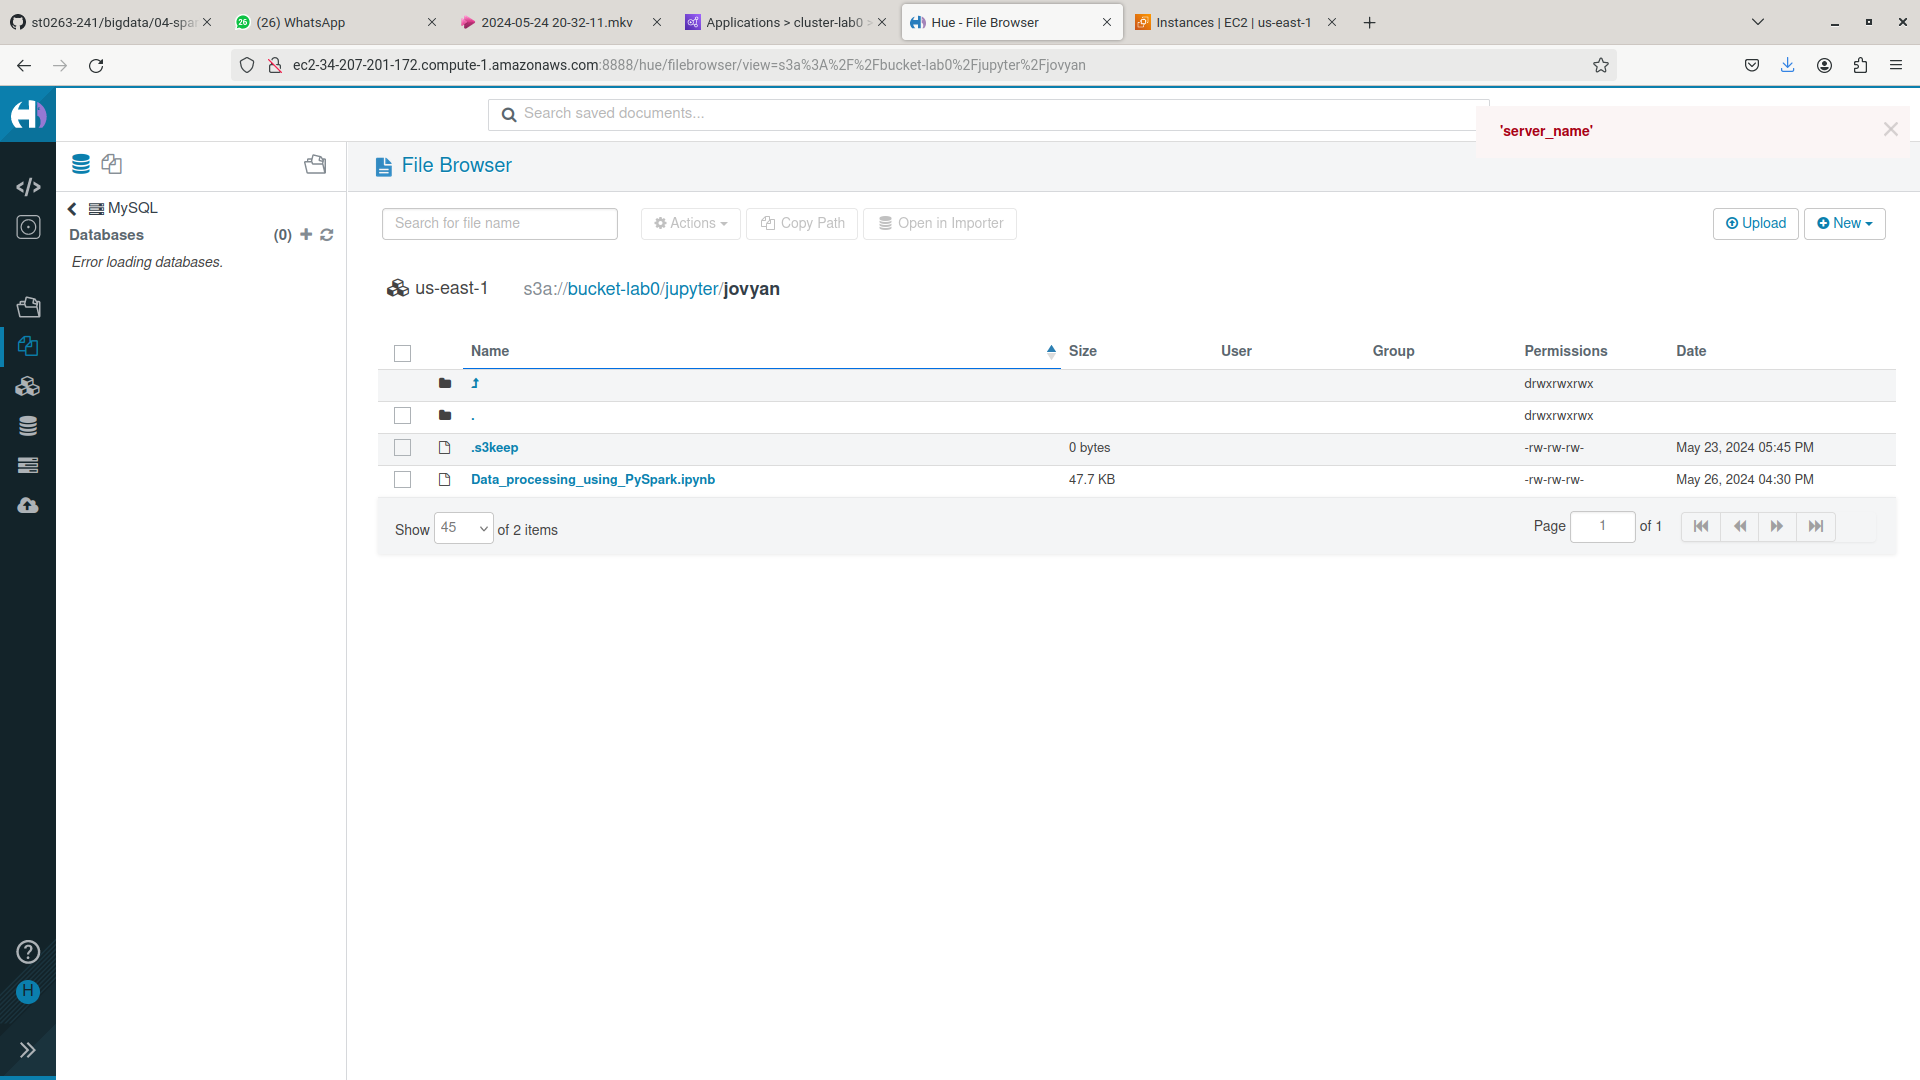 st0263-241/bigdata/04-spa
(26) WhatsApp
2024-05-24 20-32-11.mkv
Applications > cluster-lab0 >
Hue - File Browser
Instances | EC2 | us-east-1
ec2-34-207-201-172.compute-1.amazonaws.com:8888/hue/filebrowser/view=s3a%3A%2F%2Fbucket-lab0%2Fjupyter%2Fjovyan
Search saved documents...
'server_name'
File Browser
MySQL
Databases (0)
Error loading databases.
Search for file name
Actions
Copy Path
Open in Importer
Upload
New
us-east-1 s3a://bucket-lab0/jupyter/jovyan
Name Size User Group Permissions Date
drwxrwxrwx
. drwxrwxrwx
.s3keep 0 bytes -rw-rw-rw- May 23, 2024 05:45 PM
Data_processing_using_PySpark.ipynb 47.7 KB -rw-rw-rw- May 26, 2024 04:30 PM
Show 45 of 2 items
Page 1 of 1
H